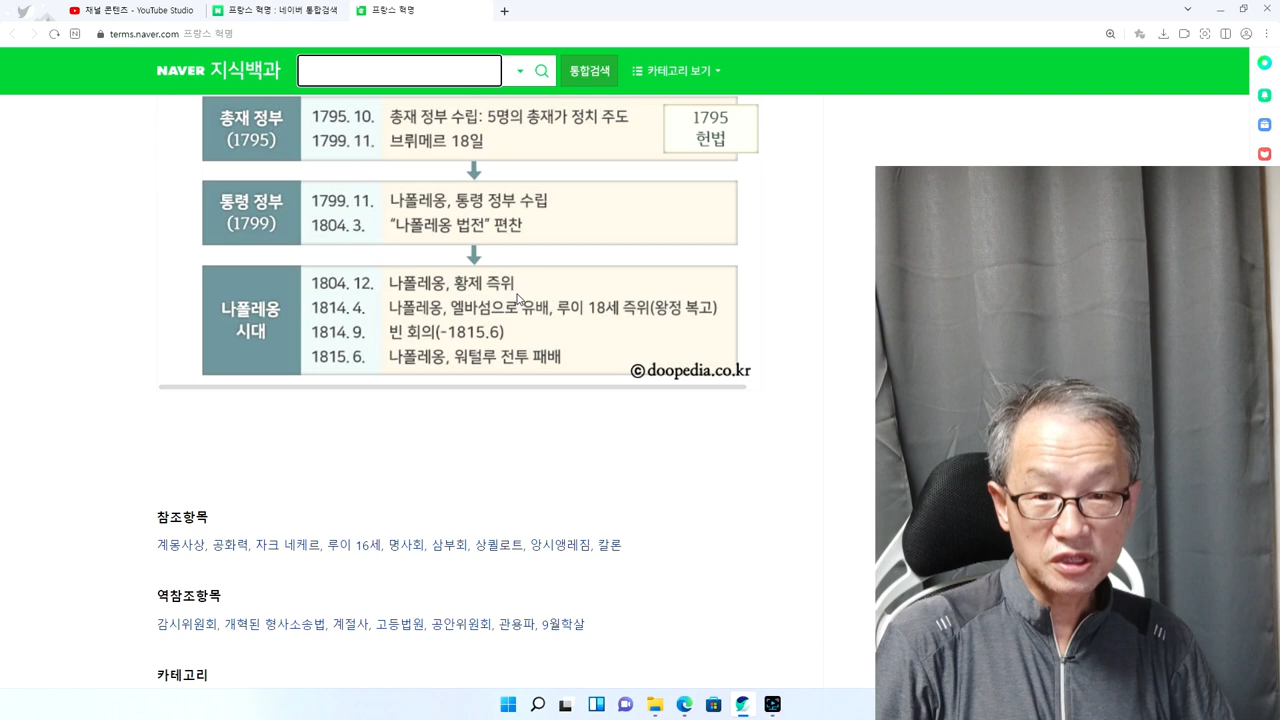 채널 콘텐츠 - YouTube Studio
프랑스 혁명 : 네이버 통합검색
프랑스 혁명
terms.naver.com 프랑스 혁명
NAVER 지식백과
통합검색
카테고리 보기
총재 정부
(1795)
1795. 10. 총재 정부 수립: 5명의 총재가 정치 주도
1799. 11. 브뤼메르 18일
1795
헌법
통령 정부
(1799)
1799. 11. 나폴레옹, 통령 정부 수립
1804. 3. “나폴레옹 법전” 편찬
나폴레옹
시대
1804. 12. 나폴레옹, 황제 즉위
1814. 4. 나폴레옹, 엘바섬으로 유배, 루이 18세 즉위(왕정 복고)
1814. 9. 빈 회의(-1815.6)
1815. 6. 나폴레옹, 워털루 전투 패배
©doopedia.co.kr
참조항목
계몽사상, 공화력, 자크 네케르, 루이 16세, 명사회, 삼부회, 상퀼로트, 앙시앵레짐, 칼론
역참조항목
감시위원회, 개혁된 형사소송법, 계절사, 고등법원, 공안위원회, 관용파, 9월학살
카테고리